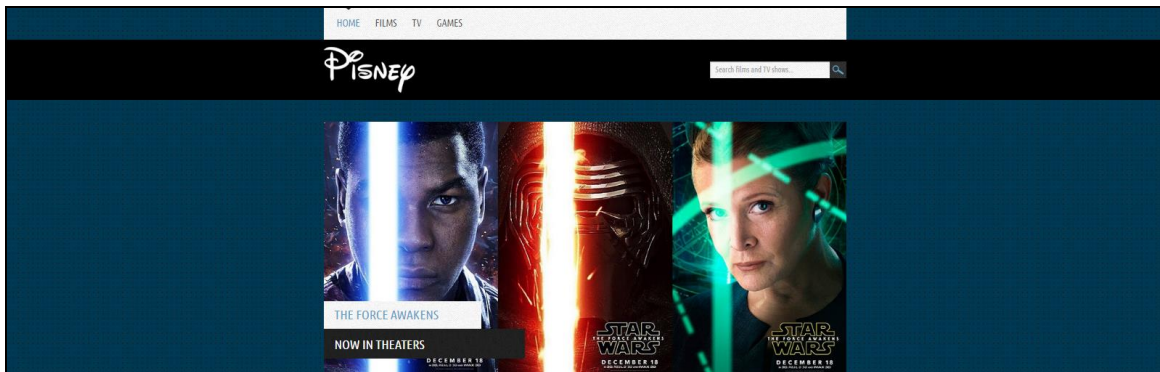 HOME FILMS TV GAMES
Disney
Search films and TV shows...
THE FORCE AWAKENS
NOW IN THEATERS
DECEMBER 18
STAR
THE FORCE AWAKENS
WARS
DECEMBER 18
STAR
THE FORCE AWAKENS
WARS
DECEMBER 18